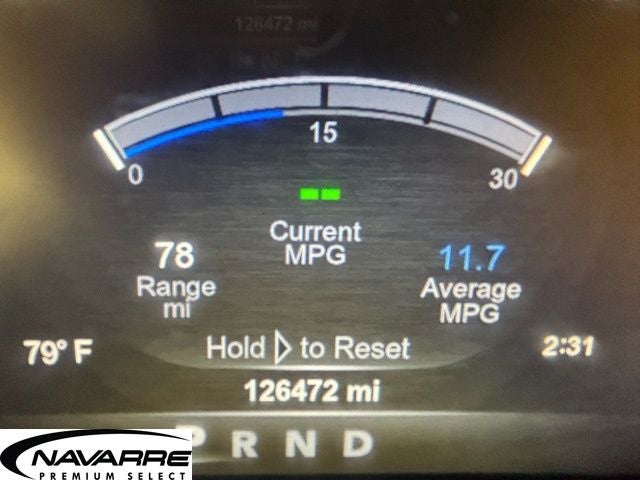 126472 mi
15
0
30
--
Current
MPG
78
Range
mi
11.7
Average
MPG
79° F
Hold ▷ to Reset
2:31
126472 mi
P R N D
NAVARRE
PREMIUM SELECT